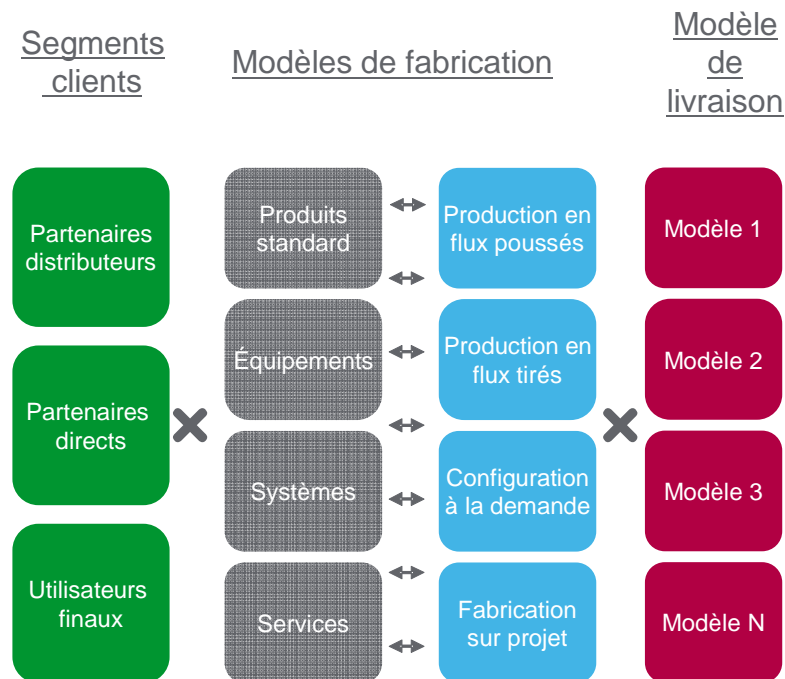 Segments
clients
Modèles de fabrication
Modèle
de
livraison
Partenaires
distributeurs
Partenaires
directs
Utilisateurs
finaux
Produits
standard
Équipements
Systèmes
Services
Production en
flux poussés
Production en
flux tirés
Configuration
à la demande
Fabrication
sur projet
Modèle 1
Modèle 2
Modèle 3
Modèle N